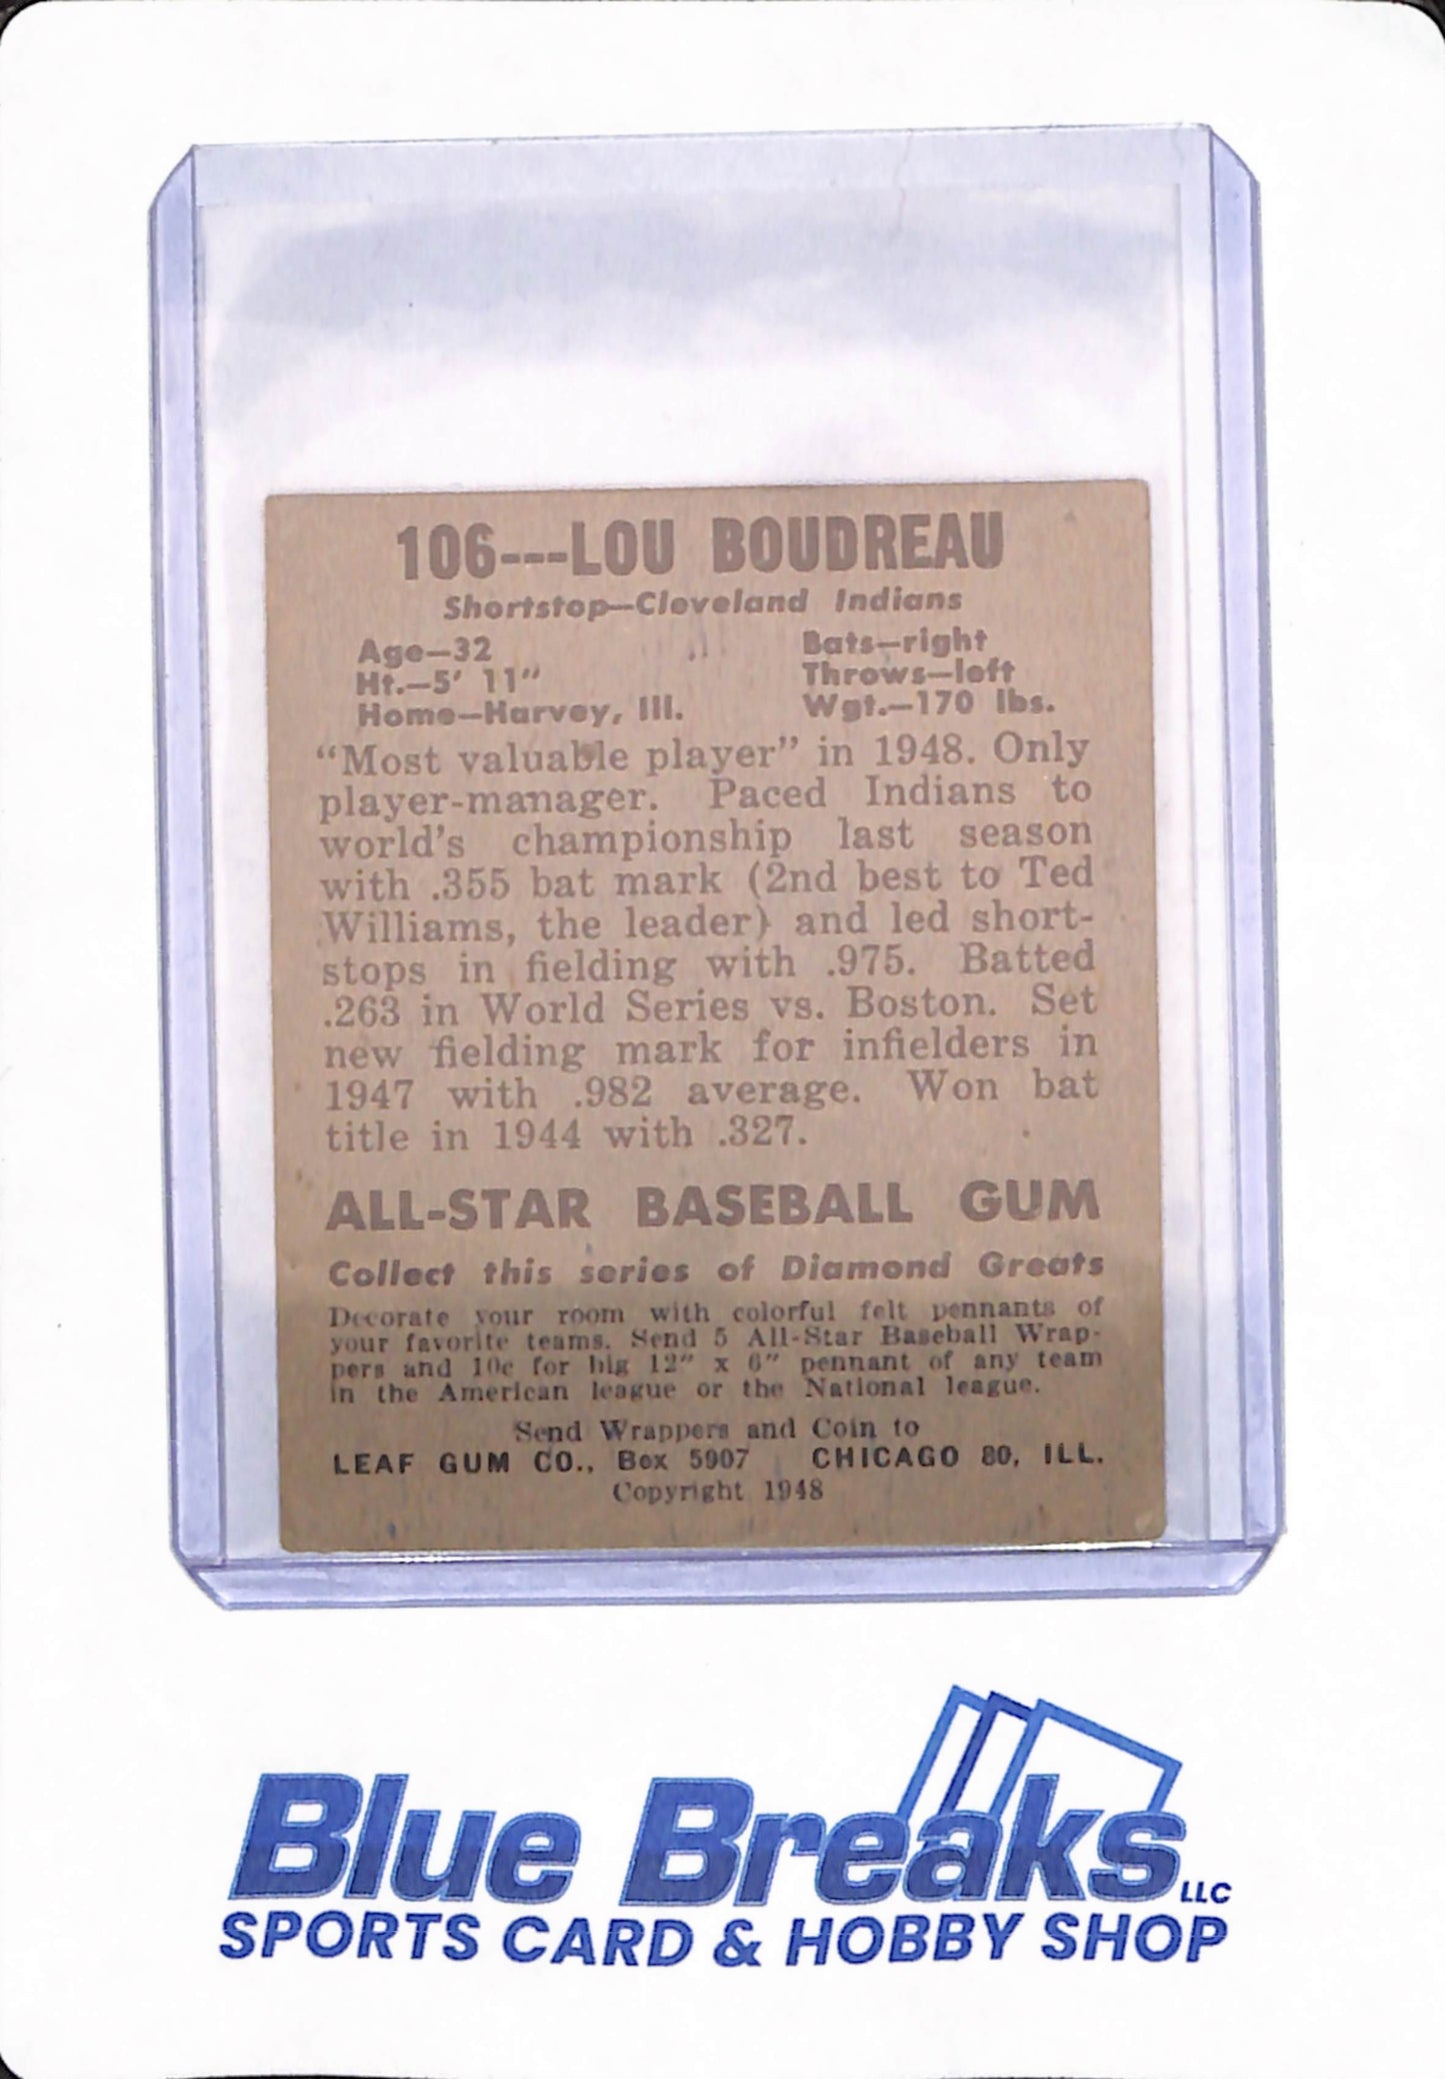 106---LOU BOUDREAU
Shortstop—Cleveland Indians
Age—32 Bats—right
Ht.—5' 11" Throws—left
Home—Harvey, Ill. Wgt.—170 lbs.
"Most valuable player" in 1948. Only
player-manager. Paced Indians to
world's championship last season
with .355 bat mark (2nd best to Ted
Williams, the leader) and led short-
stops in fielding with .975. Batted
.263 in World Series vs. Boston. Set
new fielding mark for infielders in
1947 with .982 average. Won bat
title in 1944 with .327.
ALL-STAR BASEBALL GUM
Collect this series of Diamond Greats
Decorate your room with colorful felt pennants of
your favorite teams. Send 5 All-Star Baseball Wrap-
pers and 10c for big 12" x 6" pennant of any team
in the American league or the National league.
Send Wrappers and Coin to
LEAF GUM CO., Box 5907 CHICAGO 80, ILL.
Copyright 1948
Blue Breaks LLC
SPORTS CARD & HOBBY SHOP